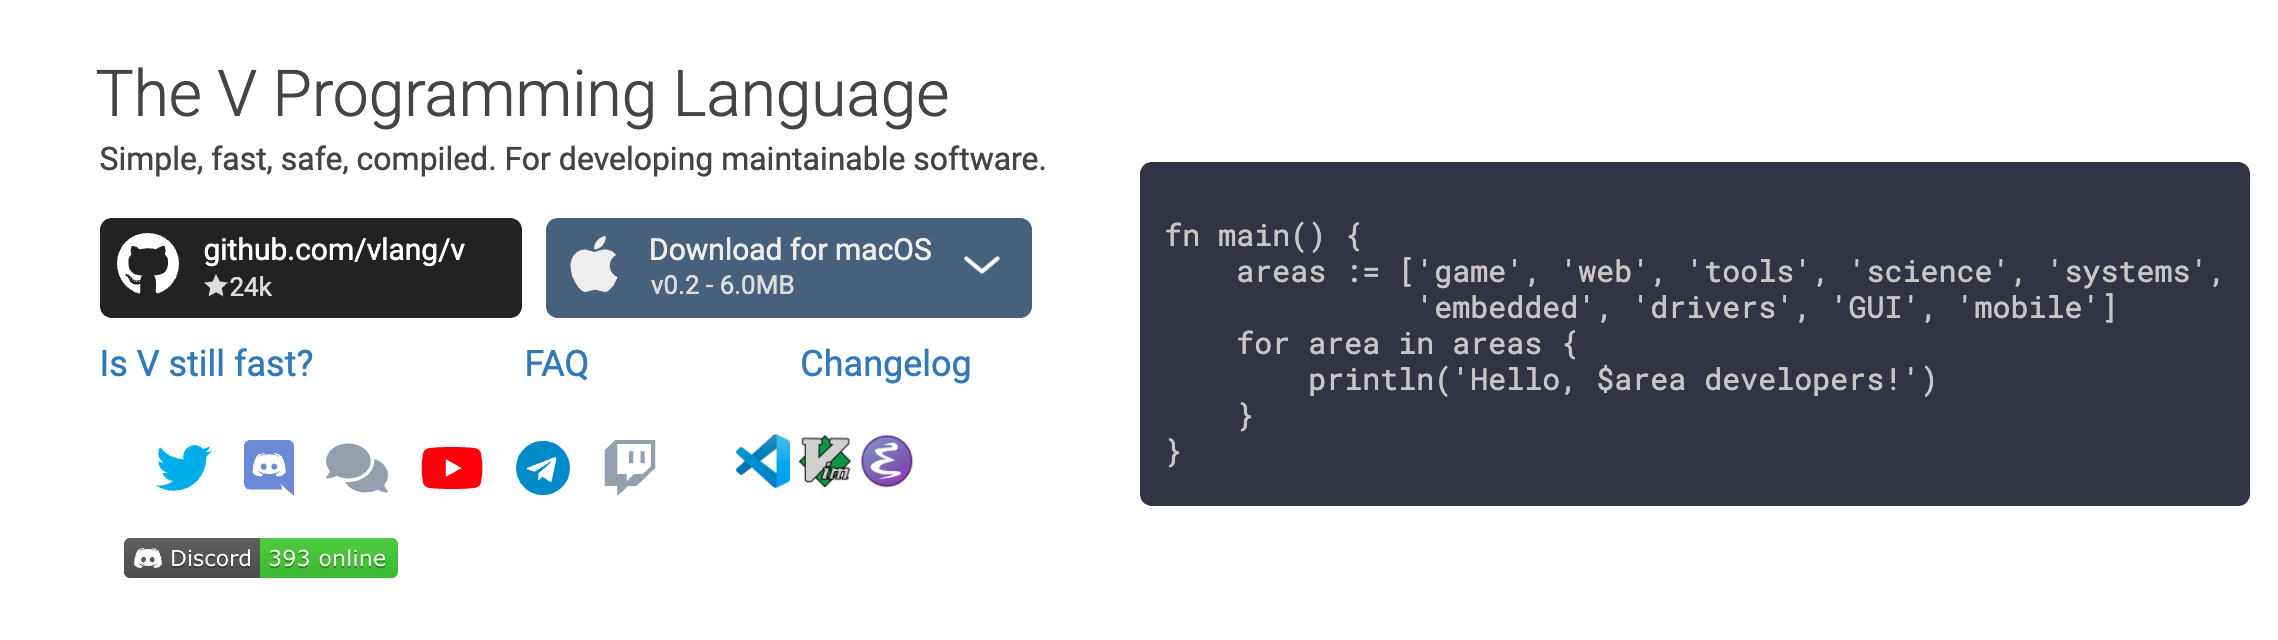 The V Programming Language
Simple, fast, safe, compiled. For developing maintainable software.
github.com/vlang/v
★24k
Download for macOS
v0.2 - 6.0MB
Is V still fast?
FAQ
Changelog
Vim
Discord 393 online
fn main() {
    areas := ['game', 'web', 'tools', 'science', 'systems',
              'embedded', 'drivers', 'GUI', 'mobile']
    for area in areas {
        println('Hello, $area developers!')
    }
}